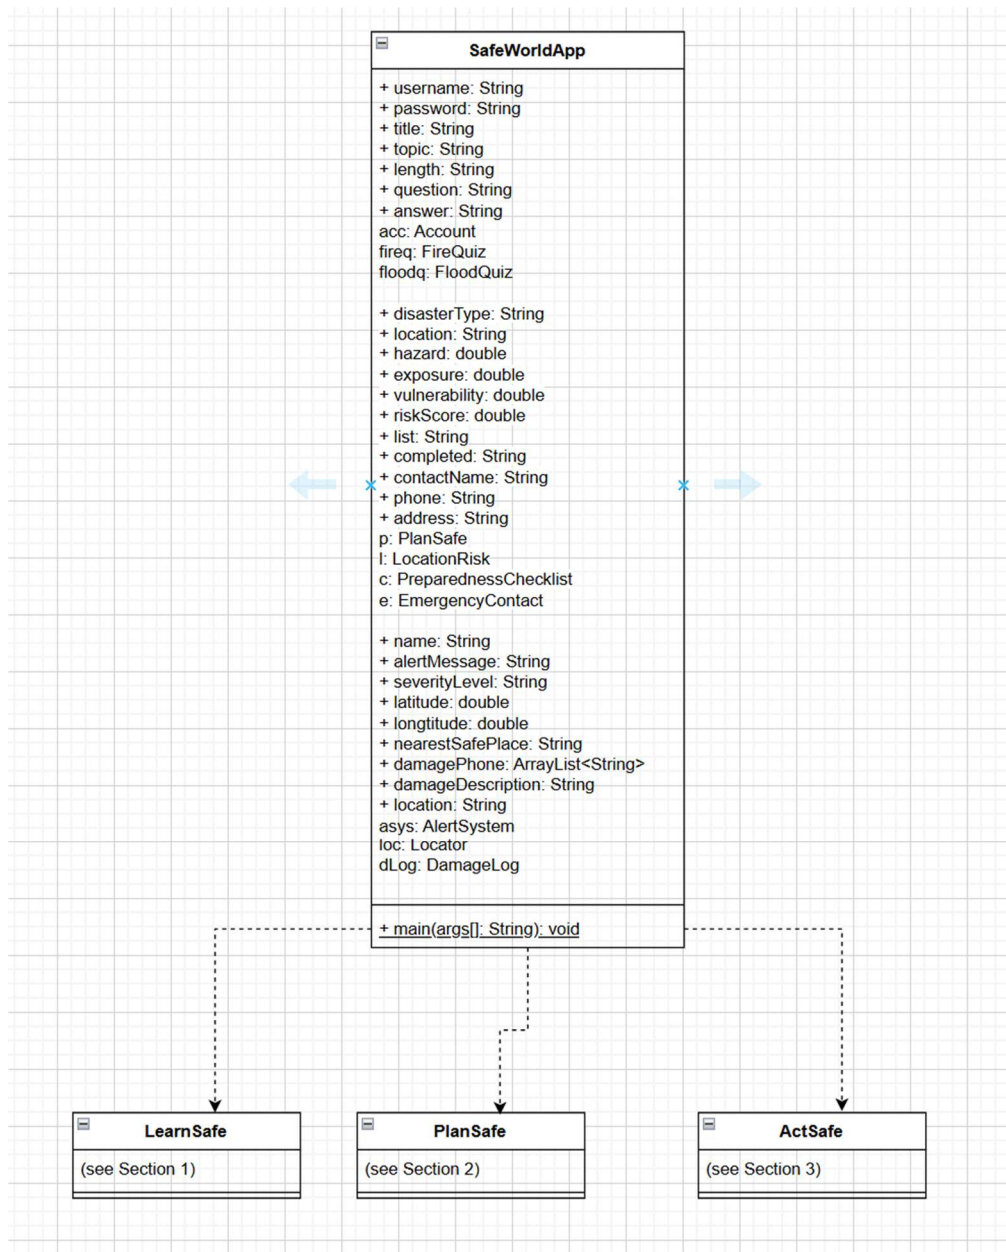 SafeWorldApp
+ username: String
+ password: String
+ title: String
+ topic: String
+ length: String
+ question: String
+ answer: String
acc: Account
fireq: FireQuiz
floodq: FloodQuiz
+ disasterType: String
+ location: String
+ hazard: double
+ exposure: double
+ vulnerability: double
+ riskScore: double
+ list: String
+ completed: String
+ contactName: String
+ phone: String
+ address: String
p: PlanSafe
l: LocationRisk
c: PreparednessChecklist
e: EmergencyContact
+ name: String
+ alertMessage: String
+ severityLevel: String
+ latitude: double
+ longtitude: double
+ nearestSafePlace: String
+ damagePhone: ArrayList<String>
+ damageDescription: String
+ location: String
asys: AlertSystem
loc: Locator
dLog: DamageLog
+ main(args[]: String): void
LearnSafe
(see Section 1)
PlanSafe
(see Section 2)
ActSafe
(see Section 3)